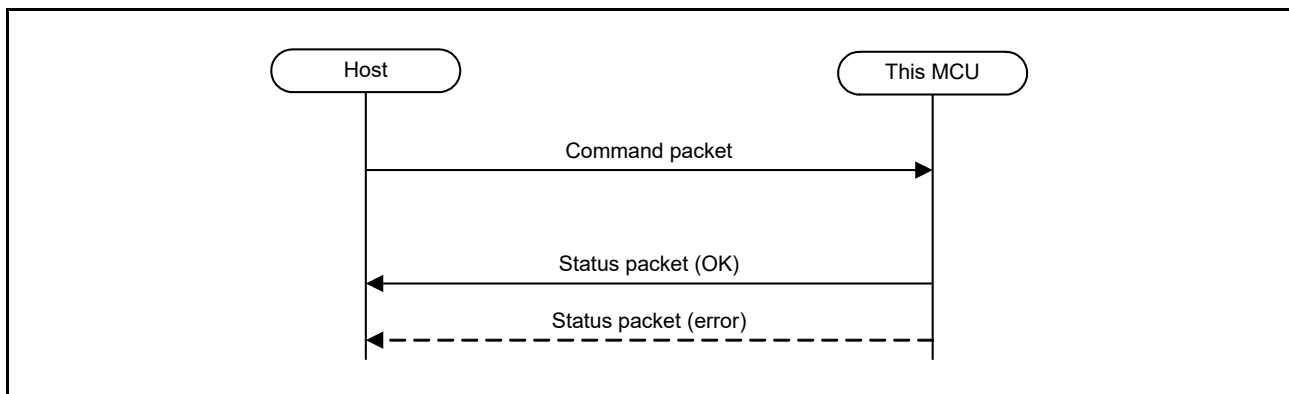 Host
This MCU
Command packet
Status packet (OK)
Status packet (error)